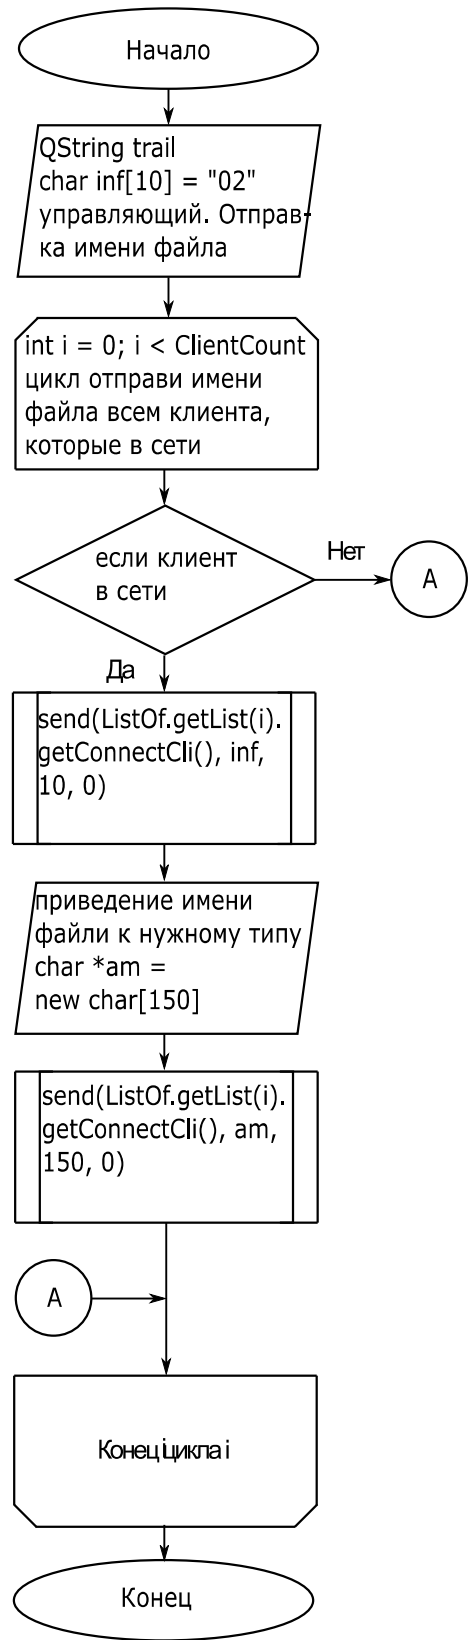 Начало
QString trail
char inf[10] = "02"
управляющий. Отправ-
ка имени файла
int i = 0; i < ClientCount
цикл отправи имени
файла всем клиента,
которые в сети
если клиент
в сети
Нет
А
Да
send(ListOf.getList(i).
getConnectCli(), inf,
10, 0)
приведение имени
файли к нужному типу
char *am =
new char[150]
send(ListOf.getList(i).
getConnectCli(), am,
150, 0)
А
Конец цикла i
Конец